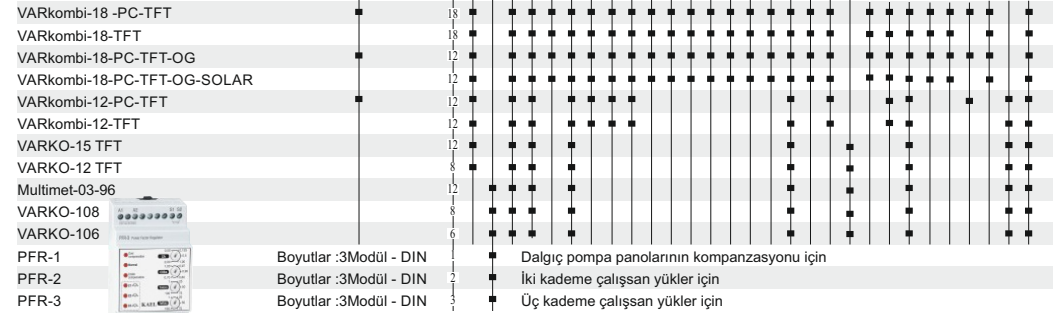 VARkombi-18 -PC-TFT 18
VARkombi-18-TFT 18
VARkombi-18-PC-TFT-OG 12
VARkombi-18-PC-TFT-OG-SOLAR 12
VARkombi-12-PC-TFT 12
VARkombi-12-TFT 12
VARKO-15 TFT 12
VARKO-12 TFT 8
Multimet-03-96 12
VARKO-108 8
VARKO-106 6
PFR-1 Boyutlar :3Modül - DIN 1 Dalgıç pompa panolarının kompanzasyonu için
PFR-2 Boyutlar :3Modül - DIN 2 İki kademe çalışsan yükler için
PFR-3 Boyutlar :3Modül - DIN 3 Üç kademe çalışsan yükler için
KAEL